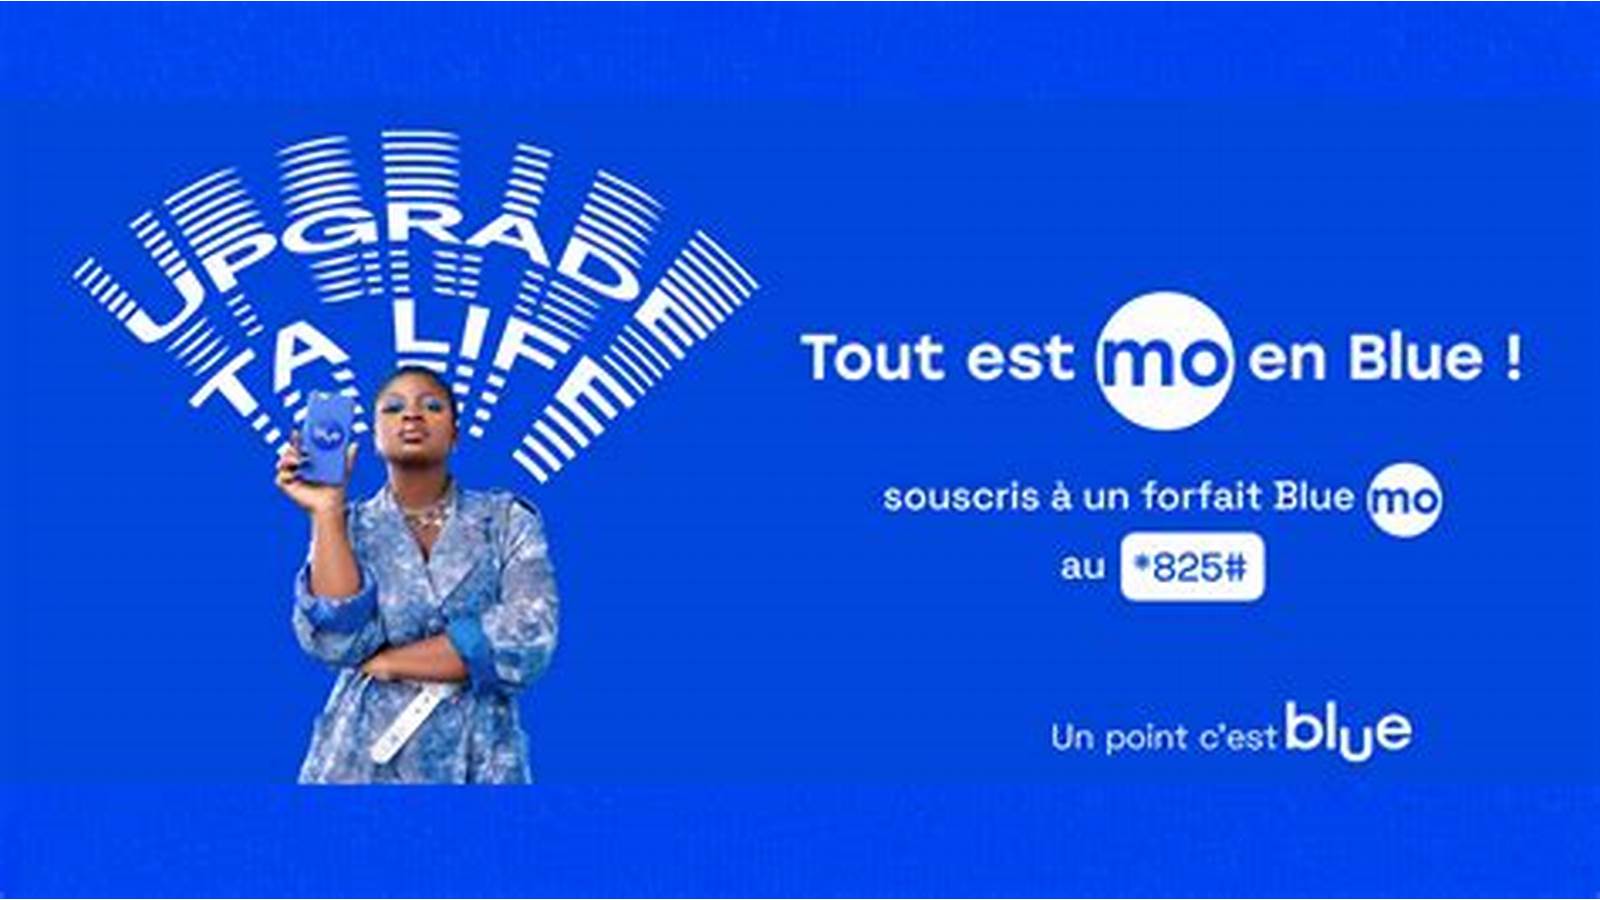 UPGRADE
TA LIFE
Tout est mo en Blue !
souscris à un forfait Blue mo
au *825#
Un point c'est blue